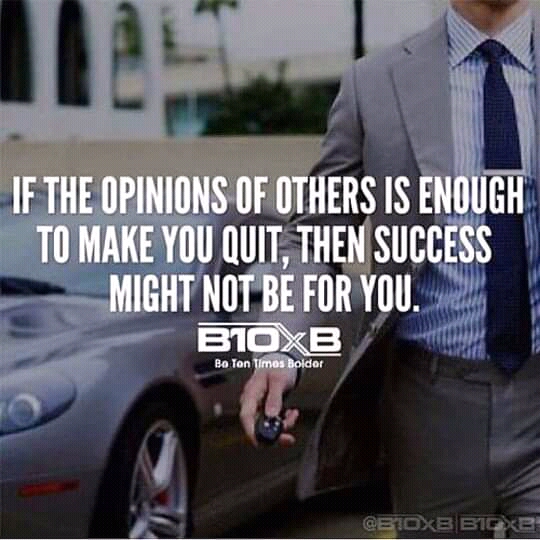 IF THE OPINIONS OF OTHERS IS ENOUGH
TO MAKE YOU QUIT, THEN SUCCESS
MIGHT NOT BE FOR YOU.
B10XB
Be Ten Times Bolder
@B10XB|B10XB